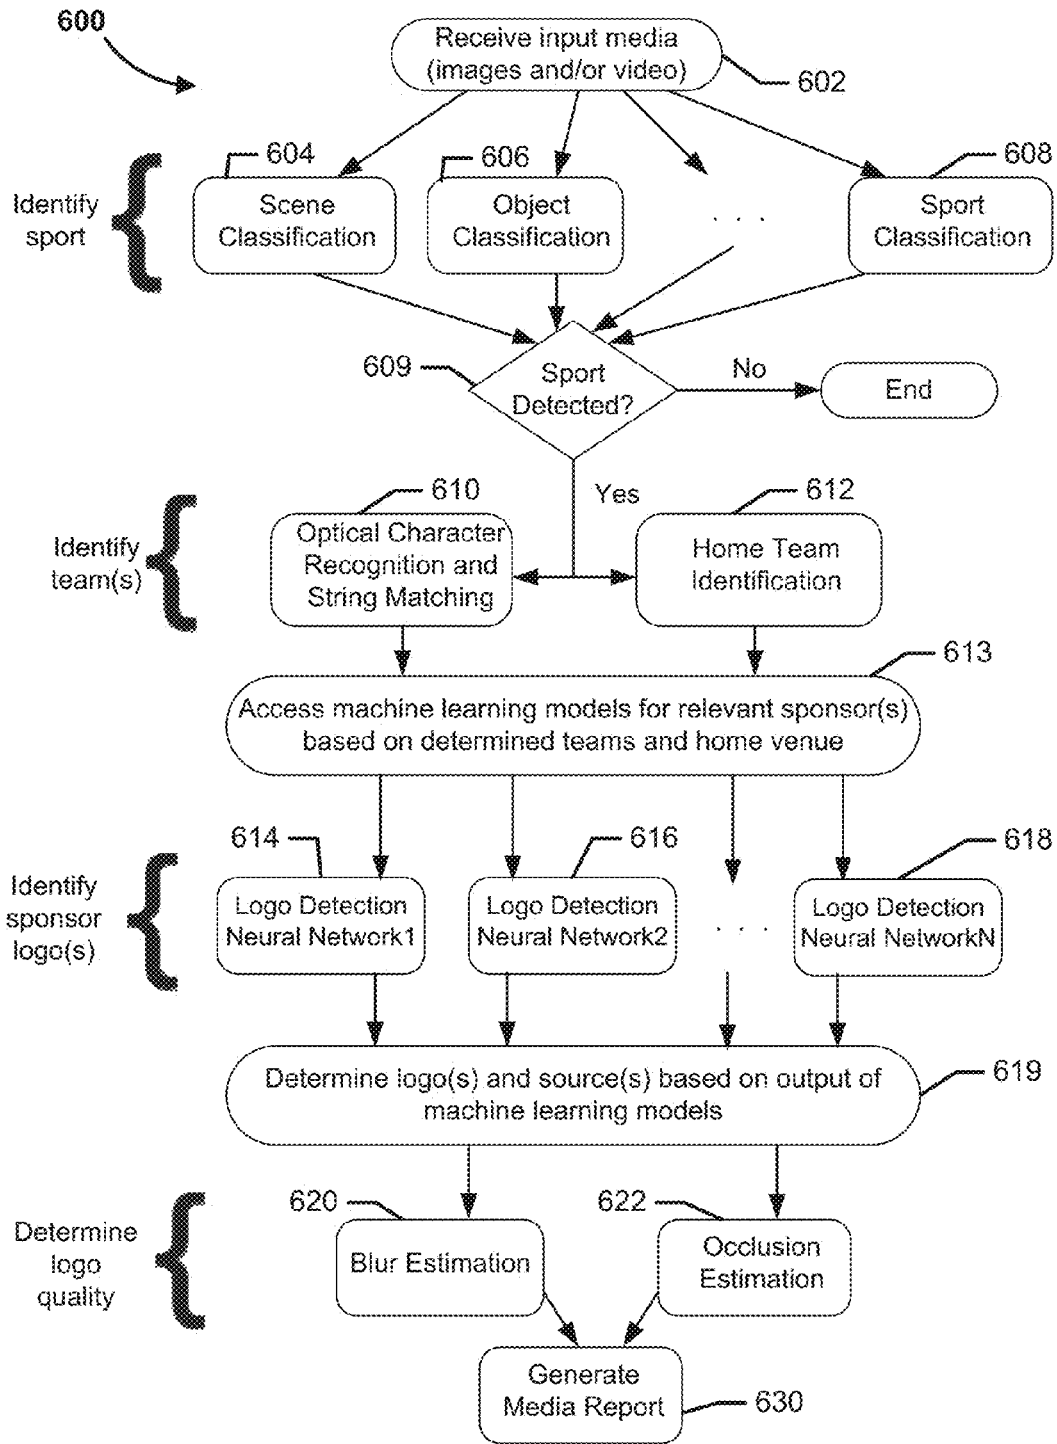 600
Receive input media
(images and/or video)
602
604
606
608
Identify
sport
Scene
Classification
Object
Classification
. . .
Sport
Classification
609
Sport
Detected?
No
End
Yes
610
612
Identify
team(s)
Optical Character
Recognition and
String Matching
Home Team
Identification
613
Access machine learning models for relevant sponsor(s)
based on determined teams and home venue
614
616
618
Identify
sponsor
logo(s)
Logo Detection
Neural Network1
Logo Detection
Neural Network2
. . .
Logo Detection
Neural NetworkN
Determine logo(s) and source(s) based on output of
machine learning models
619
620
622
Determine
logo
quality
Blur Estimation
Occlusion
Estimation
Generate
Media Report
630